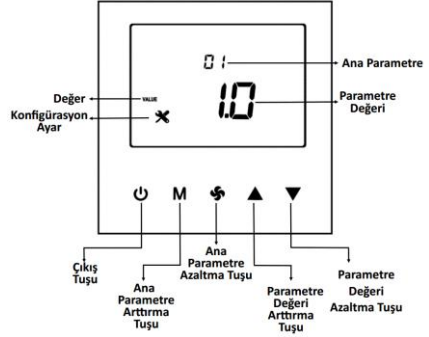 01
Ana Parametre
1.0
Parametre
Değeri
Değer
VALUE
Konfigürasyon
Ayar
M
Çıkış
Tuşu
Ana
Parametre
Arttırma
Tuşu
Ana
Parametre
Azaltma Tuşu
Parametre
Değeri
Arttırma
Tuşu
Parametre
Değeri
Azaltma Tuşu